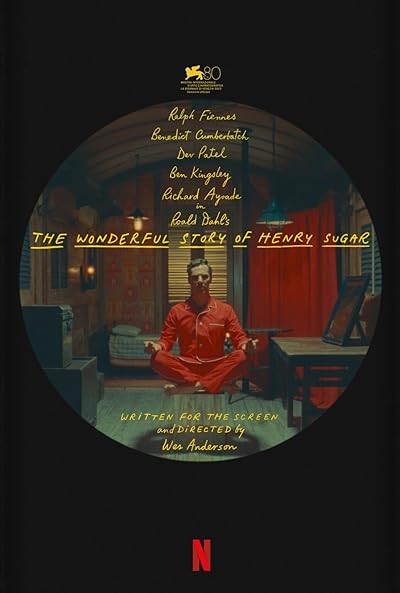 80
Ralph Fiennes
Benedict Cumberbatch
Dev Patel
Ben Kingsley
Richard Ayoade
in
Roald Dahl's
THE WONDERFUL STORY OF HENRY SUGAR
WRITTEN FOR THE SCREEN
and DIRECTED by
Wes Anderson
N